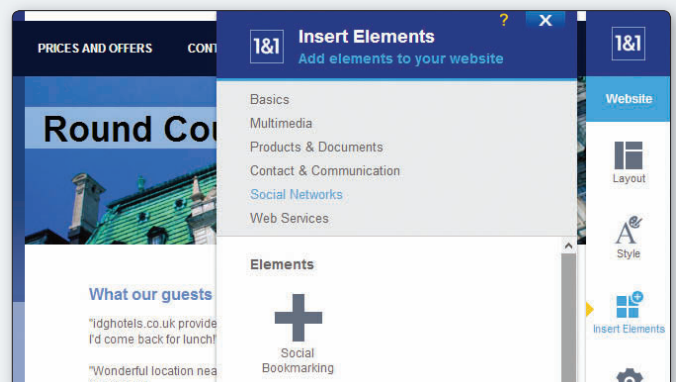 PRICES AND OFFERS
CONT
Round Cou
What our guests
"idghotels.co.uk provide
I'd come back for lunch!"
"Wonderful location nea
? X
1&1
Insert Elements
Add elements to your website
Basics
Multimedia
Products & Documents
Contact & Communication
Social Networks
Web Services
Elements
Social
Bookmarking
1&1
Website
Layout
Style
Insert Elements